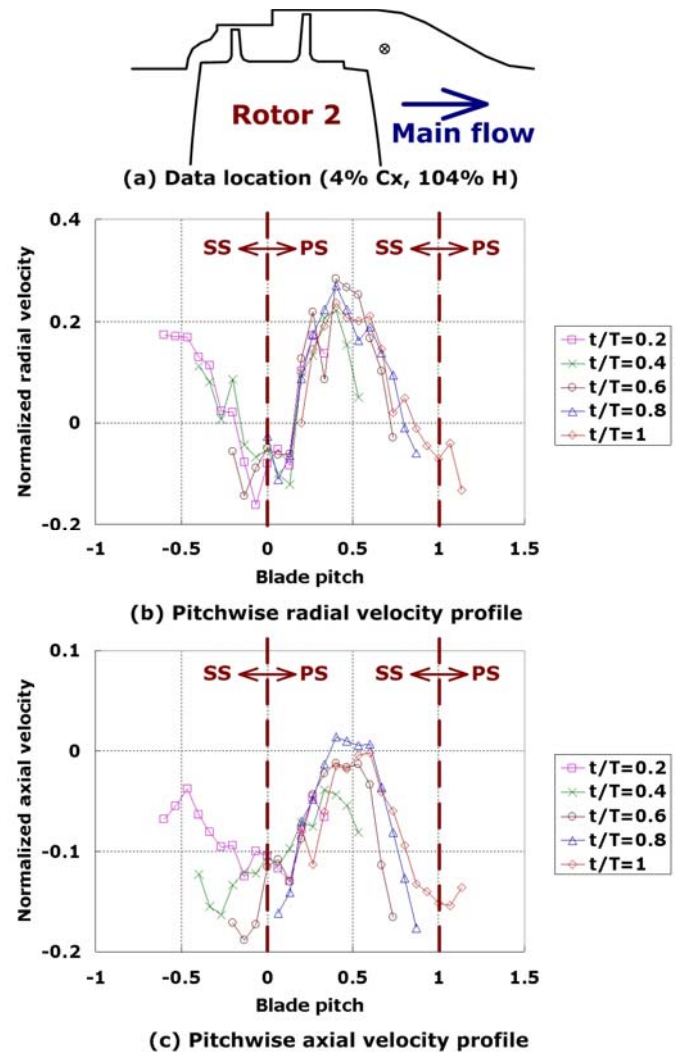 Rotor 2
Main flow
(a) Data location (4% Cx, 104% H)
0.4
SS PS SS PS
Normalized radial velocity
0.2
0
-0.2
-1 -0.5 0 0.5 1 1.5
Blade pitch
t/T=0.2
t/T=0.4
t/T=0.6
t/T=0.8
t/T=1
(b) Pitchwise radial velocity profile
0.1
SS PS SS PS
Normalized axial velocity
0
-0.1
-0.2
-1 -0.5 0 0.5 1 1.5
Blade pitch
t/T=0.2
t/T=0.4
t/T=0.6
t/T=0.8
t/T=1
(c) Pitchwise axial velocity profile